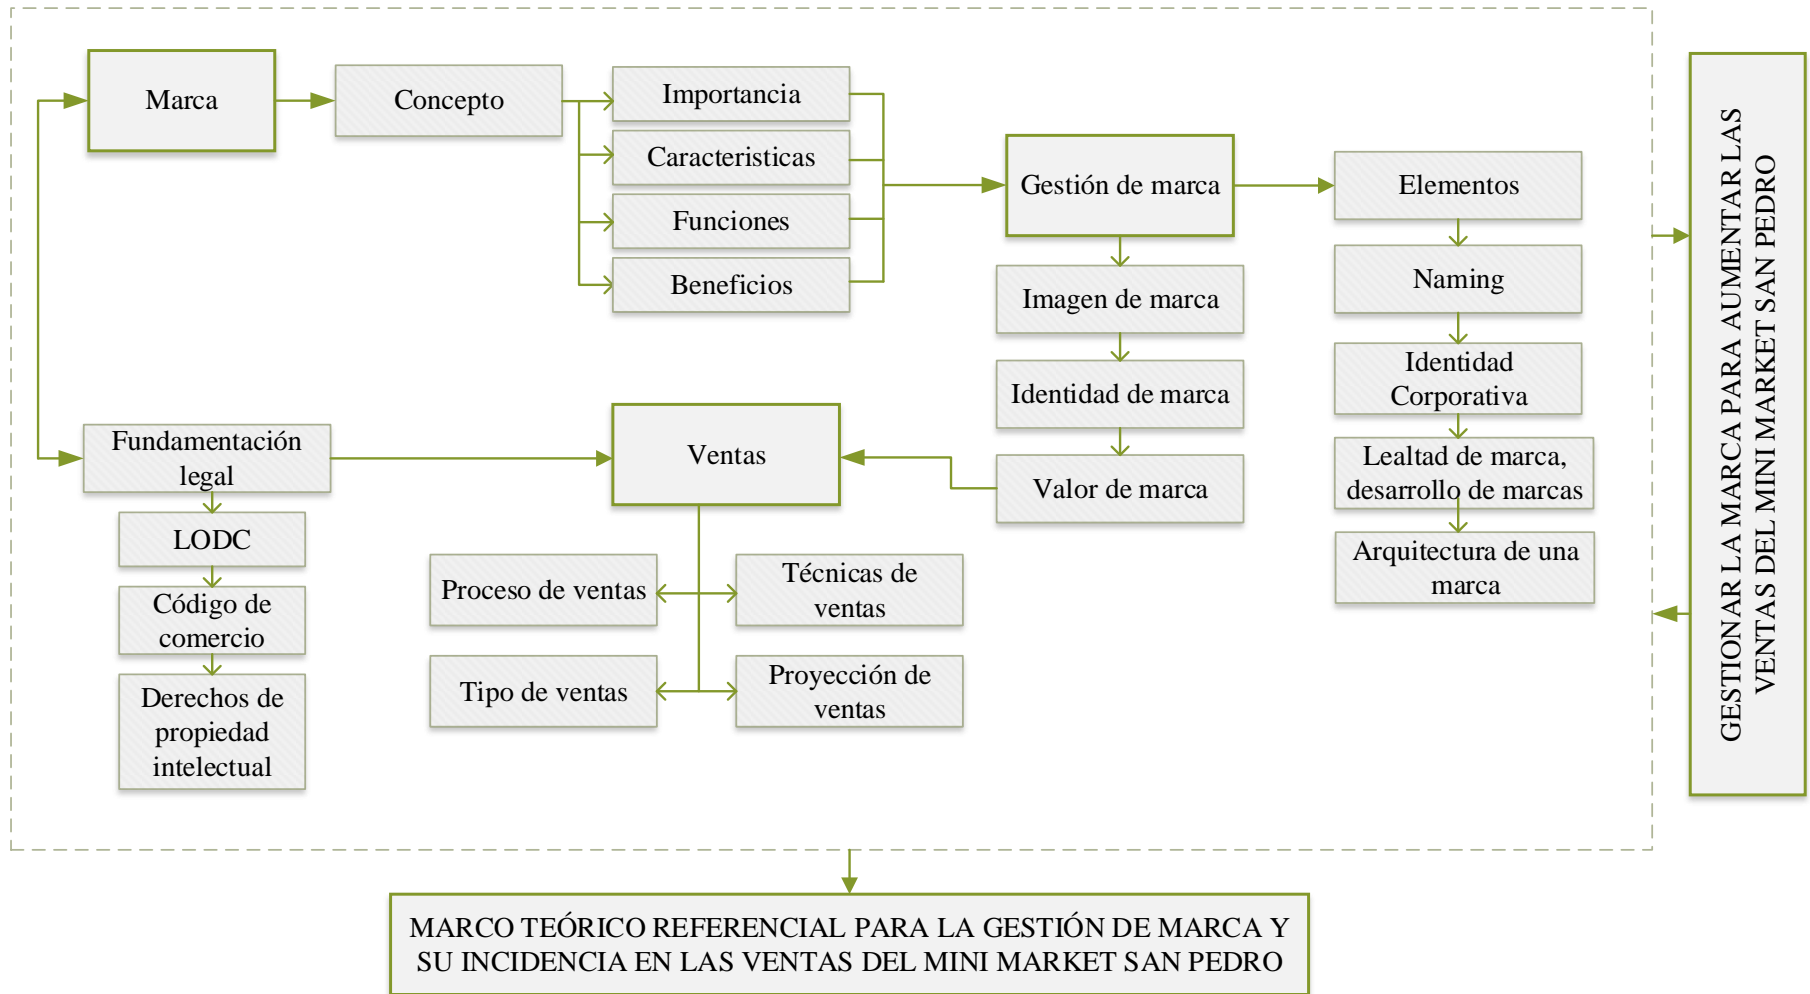 Marca
Concepto
Importancia
Caracteristicas
Funciones
Beneficios
Gestión de marca
Imagen de marca
Identidad de marca
Valor de marca
Elementos
Naming
Identidad
Corporativa
Lealtad de marca,
desarrollo de marcas
Arquitectura de una
marca
Fundamentación
legal
LODC
Código de
comercio
Derechos de
propiedad
intelectual
Ventas
Proceso de ventas
Técnicas de
ventas
Tipo de ventas
Proyección de
ventas
GESTIONAR LA MARCA PARA AUMENTAR LAS
VENTAS DEL MINI MARKET SAN PEDRO
MARCO TEÓRICO REFERENCIAL PARA LA GESTIÓN DE MARCA Y
SU INCIDENCIA EN LAS VENTAS DEL MINI MARKET SAN PEDRO